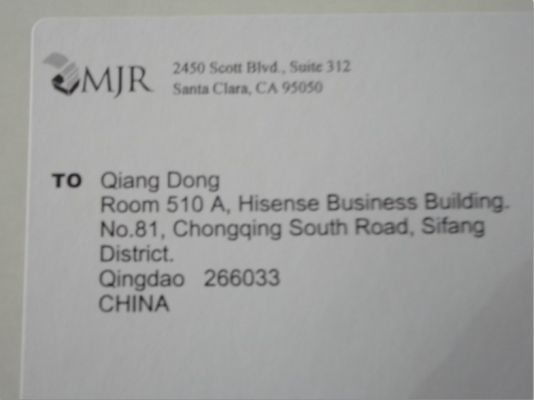 MJR
2450 Scott Blvd., Suite 312
Santa Clara, CA 95050
TO Qiang Dong
Room 510 A, Hisense Business Building.
No.81, Chongqing South Road, Sifang
District.
Qingdao 266033
CHINA